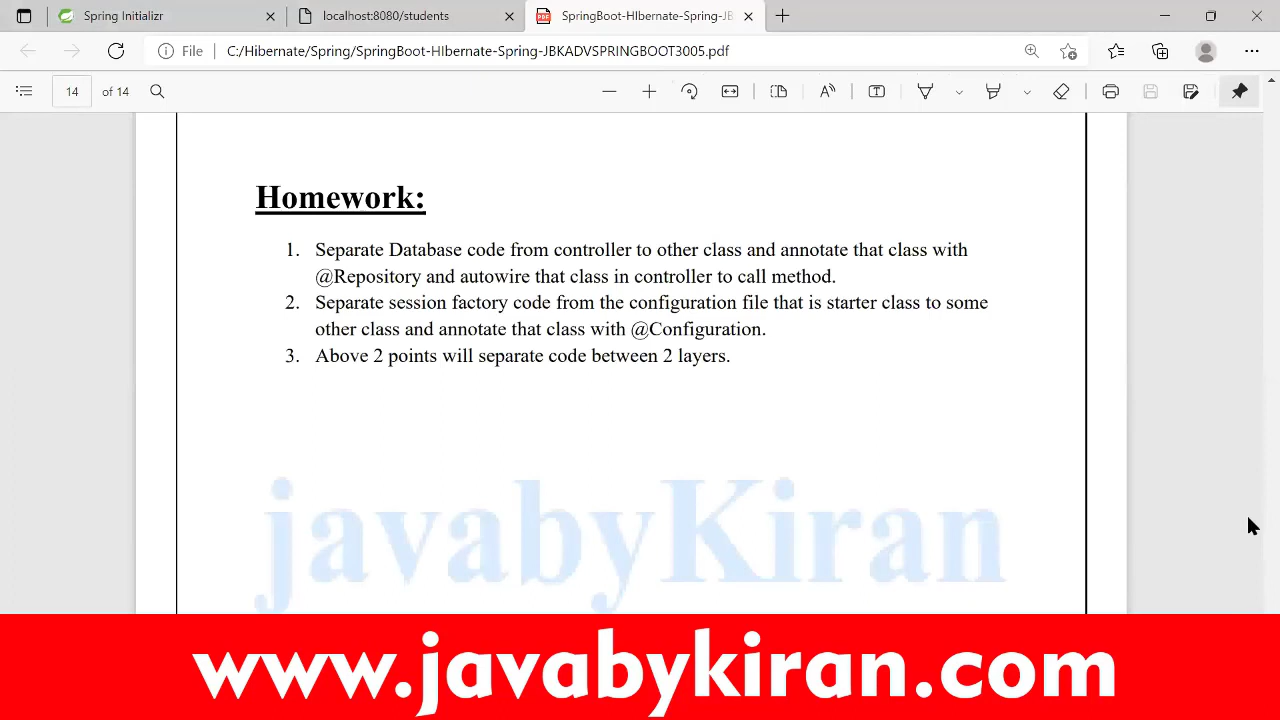 Spring Initializr
localhost:8080/students
SpringBoot-HIbernate-Spring-JB
File
C:/Hibernate/Spring/SpringBoot-HIbernate-Spring-JBKADVSPRINGBOOT3005.pdf
14 of 14
Homework:
1. Separate Database code from controller to other class and annotate that class with
@Repository and autowire that class in controller to call method.
2. Separate session factory code from the configuration file that is starter class to some
other class and annotate that class with @Configuration.
3. Above 2 points will separate code between 2 layers.
javabyKiran
www.javabykiran.com